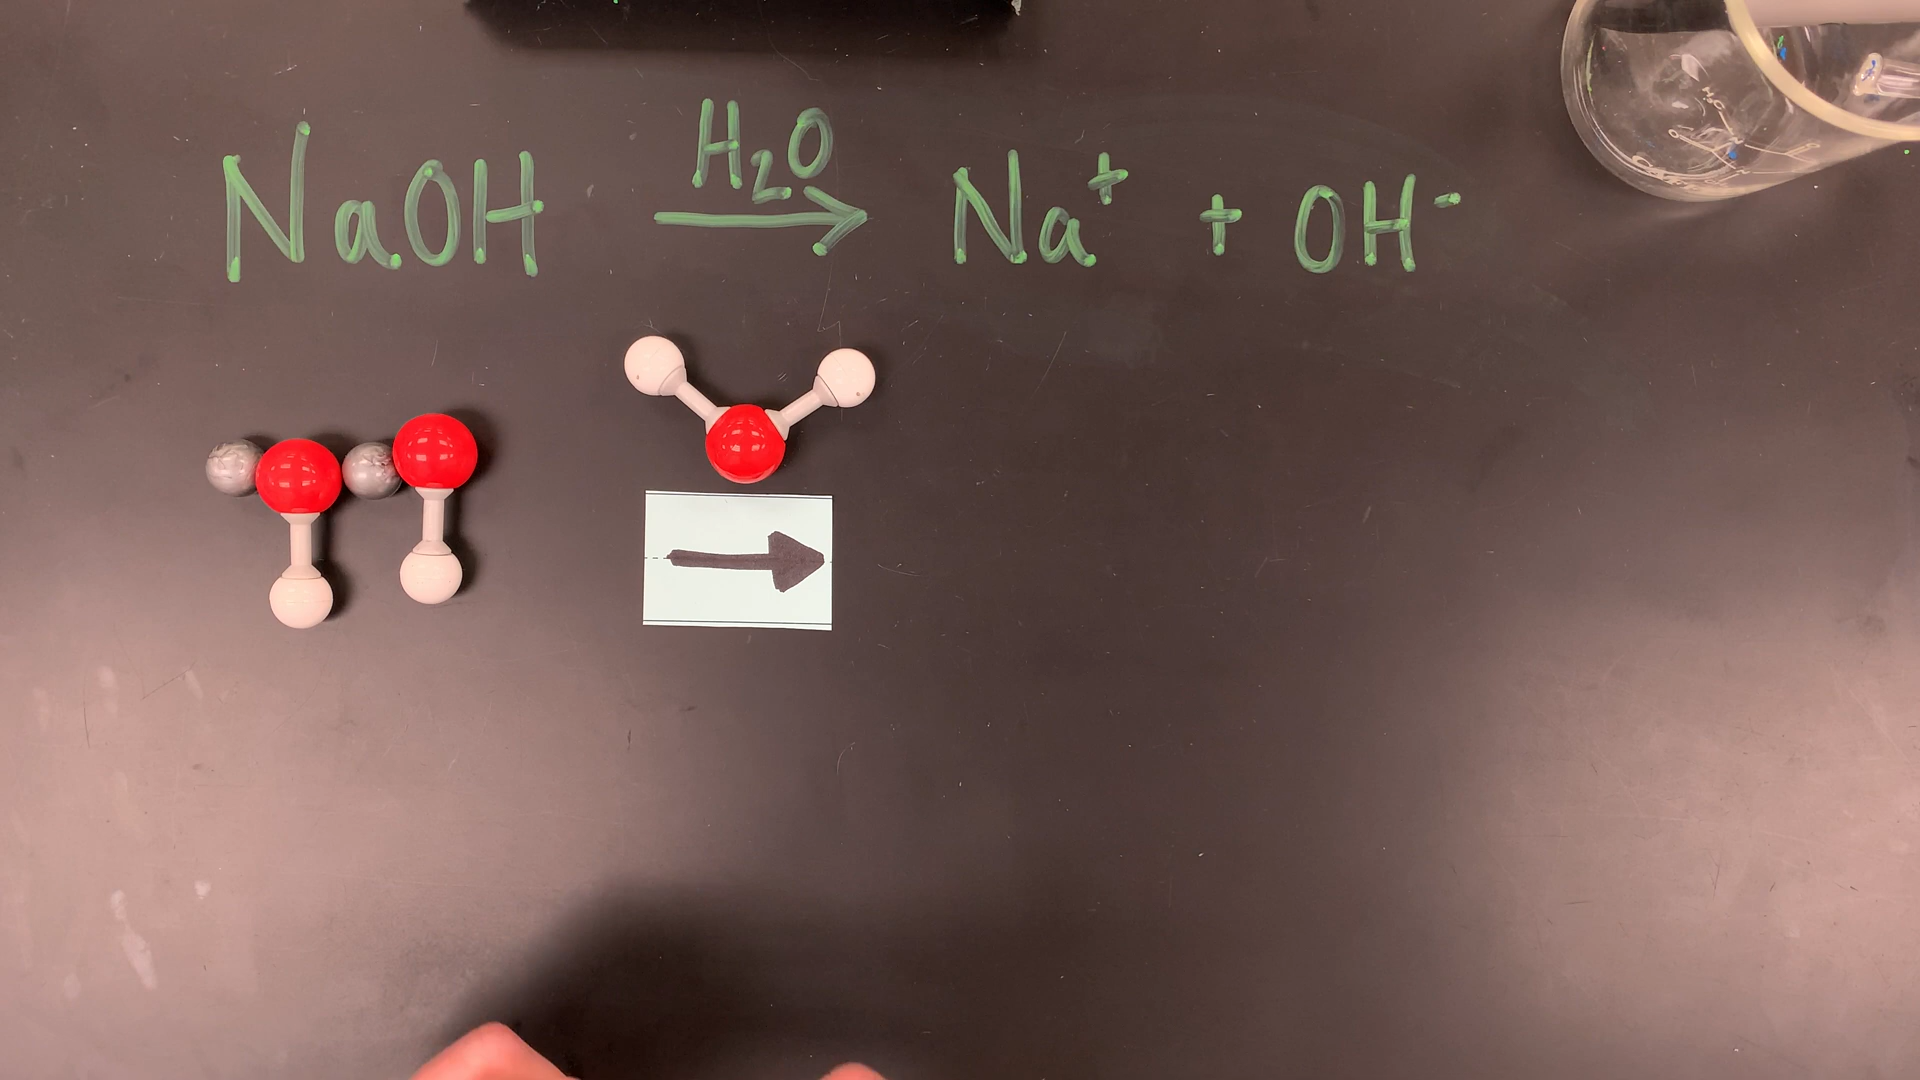 NaOH H₂O → Na⁺ + OH⁻